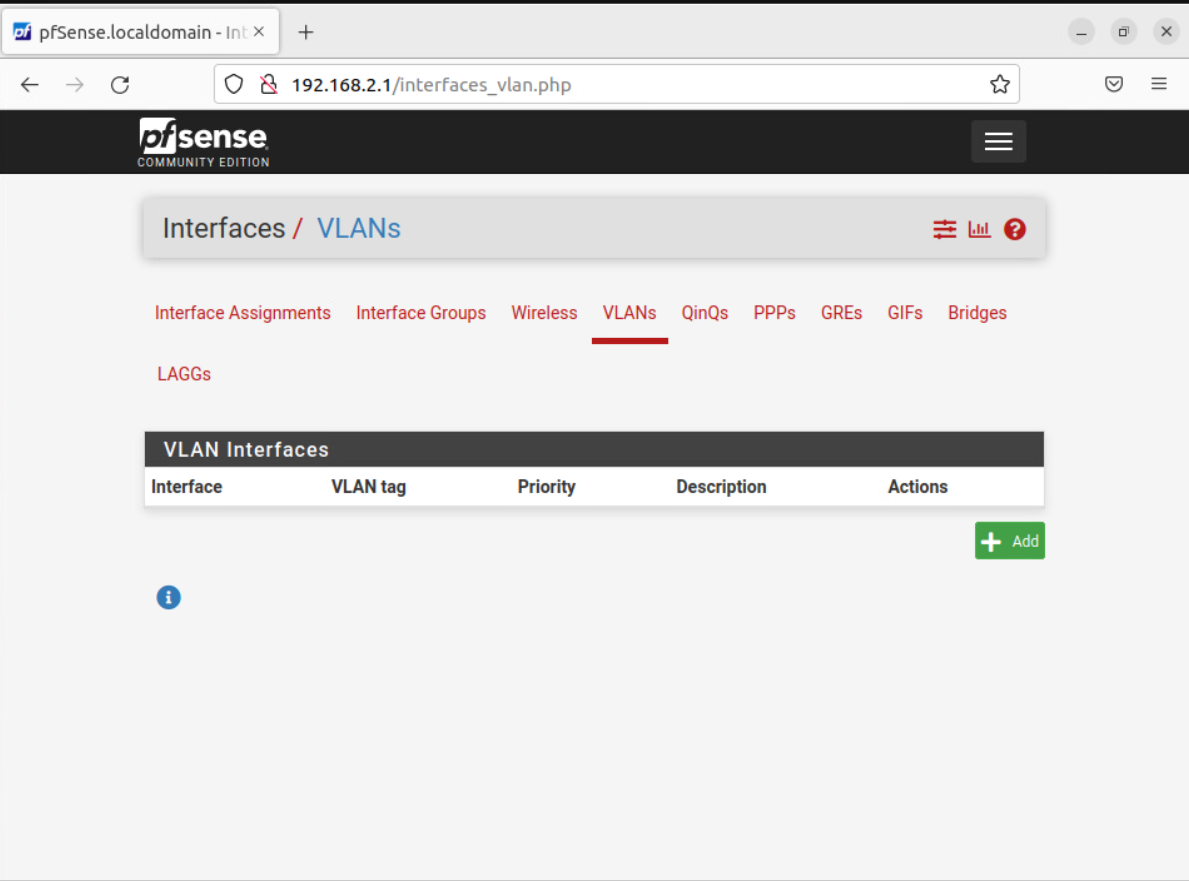 pf pfSense.localdomain - Int
192.168.2.1/interfaces_vlan.php
pfsense
COMMUNITY EDITION
Interfaces / VLANs
Interface Assignments Interface Groups Wireless VLANs QinQs PPPs GREs GIFs Bridges
LAGGs
VLAN Interfaces
Interface VLAN tag Priority Description Actions
Add